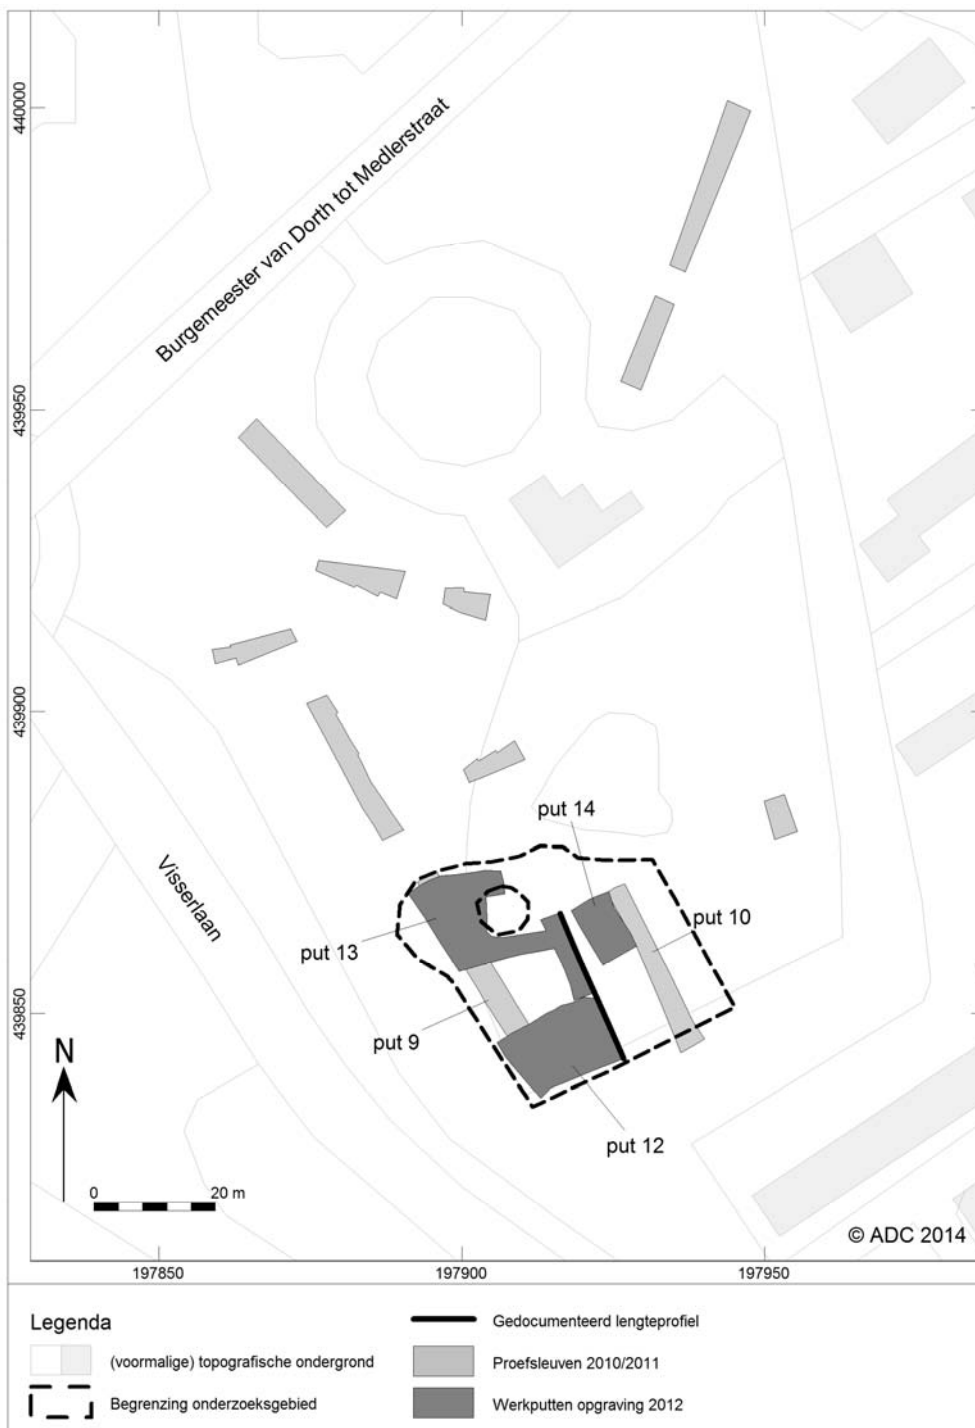 440000
Burgemeester van Dorth tot Medlerstraat
439950
439900
put 14
Visserlaan
put 10
put 13
439850
put 9
N
put 12
0 20 m
© ADC 2014
197850 197900 197950
Legenda
(voormalige) topografische ondergrond
Begrenzing onderzoeksgebied
Gedocumenteerd lengteprofiel
Proefsleuven 2010/2011
Werkputten opgraving 2012